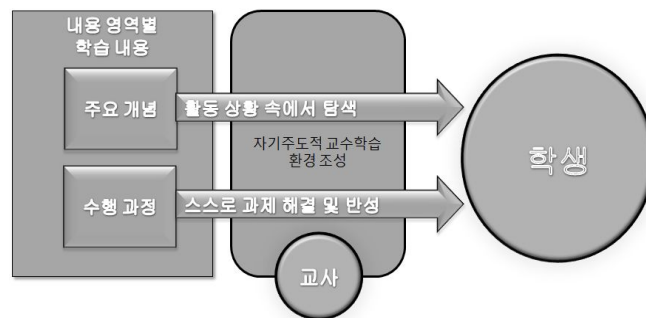 내용 영역별
학습 내용
주요 개념
활동 상황 속에서 탐색
자기주도적 교수학습
환경 조성
학생
수행 과정
스스로 과제 해결 및 반성
교사